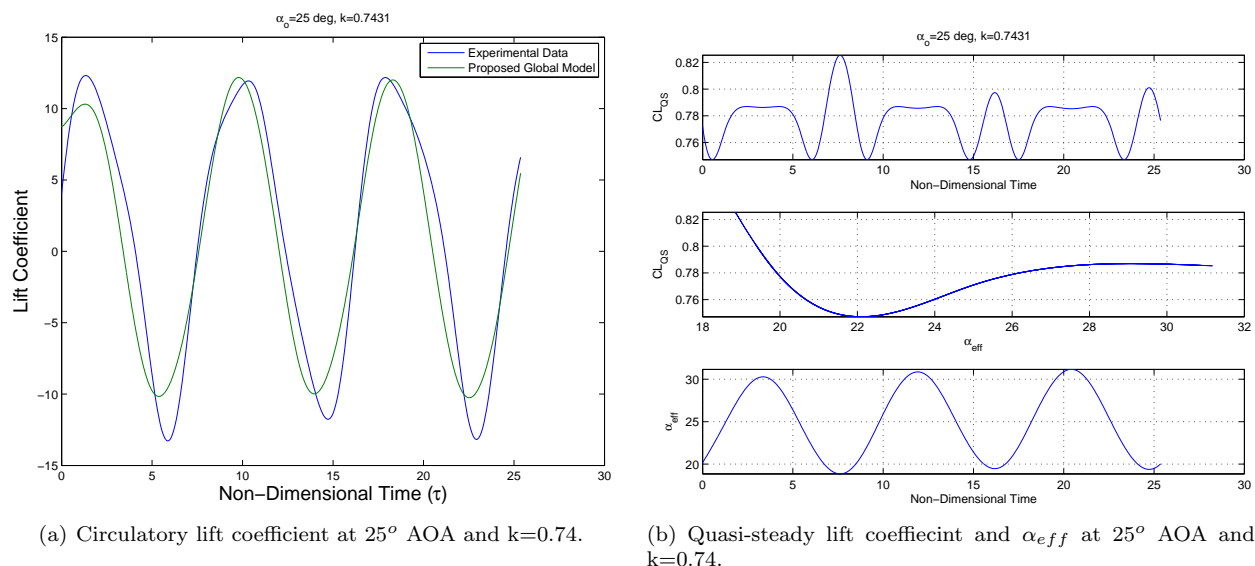 α_o=25 deg, k=0.7431
15
10
5
0
−5
−10
−15
0 5 10 15 20 25 30
Lift Coefficient
Non−Dimensional Time (τ)
Experimental Data
Proposed Global Model
(a) Circulatory lift coefficient at 25^o AOA and k=0.74.
α_o=25 deg, k=0.7431
0.82
0.8
0.78
0.76
CL_QS
0 5 10 15 20 25 30
Non−Dimensional Time
0.82
0.8
0.78
0.76
CL_QS
18 20 22 24 26 28 30 32
α_eff
30
25
20
α_eff
0 5 10 15 20 25 30
Non−Dimensional Time
(b) Quasi-steady lift coeffiecint and α_eff at 25^o AOA and
k=0.74.